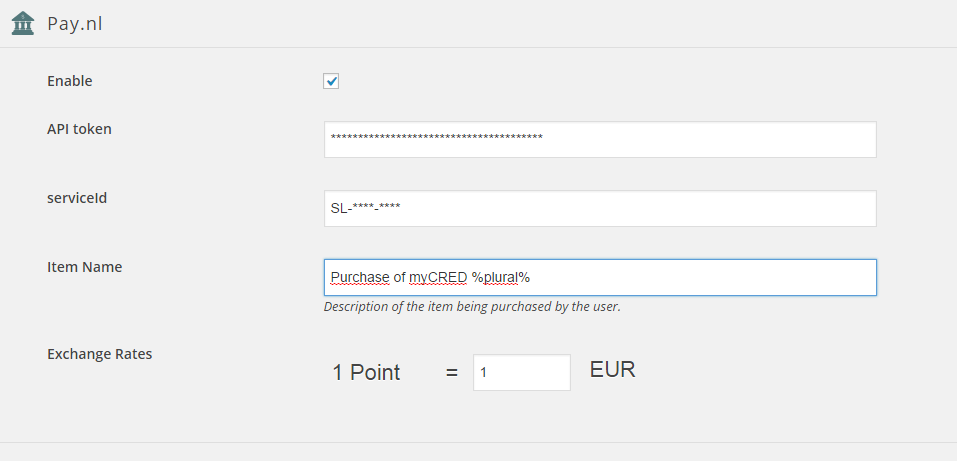 Pay.nl
Enable
API token
****************************************
serviceId
SL-****-****
Item Name
Purchase of myCRED %plural%
Description of the item being purchased by the user.
Exchange Rates
1 Point = 1 EUR